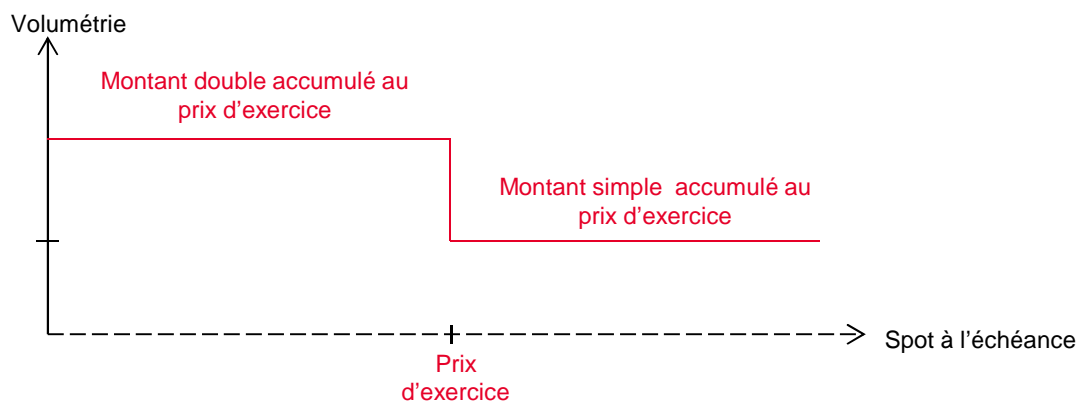 Volumétrie
Montant double accumulé au
prix d’exercice
Montant simple accumulé au
prix d’exercice
Spot à l’échéance
Prix
d’exercice